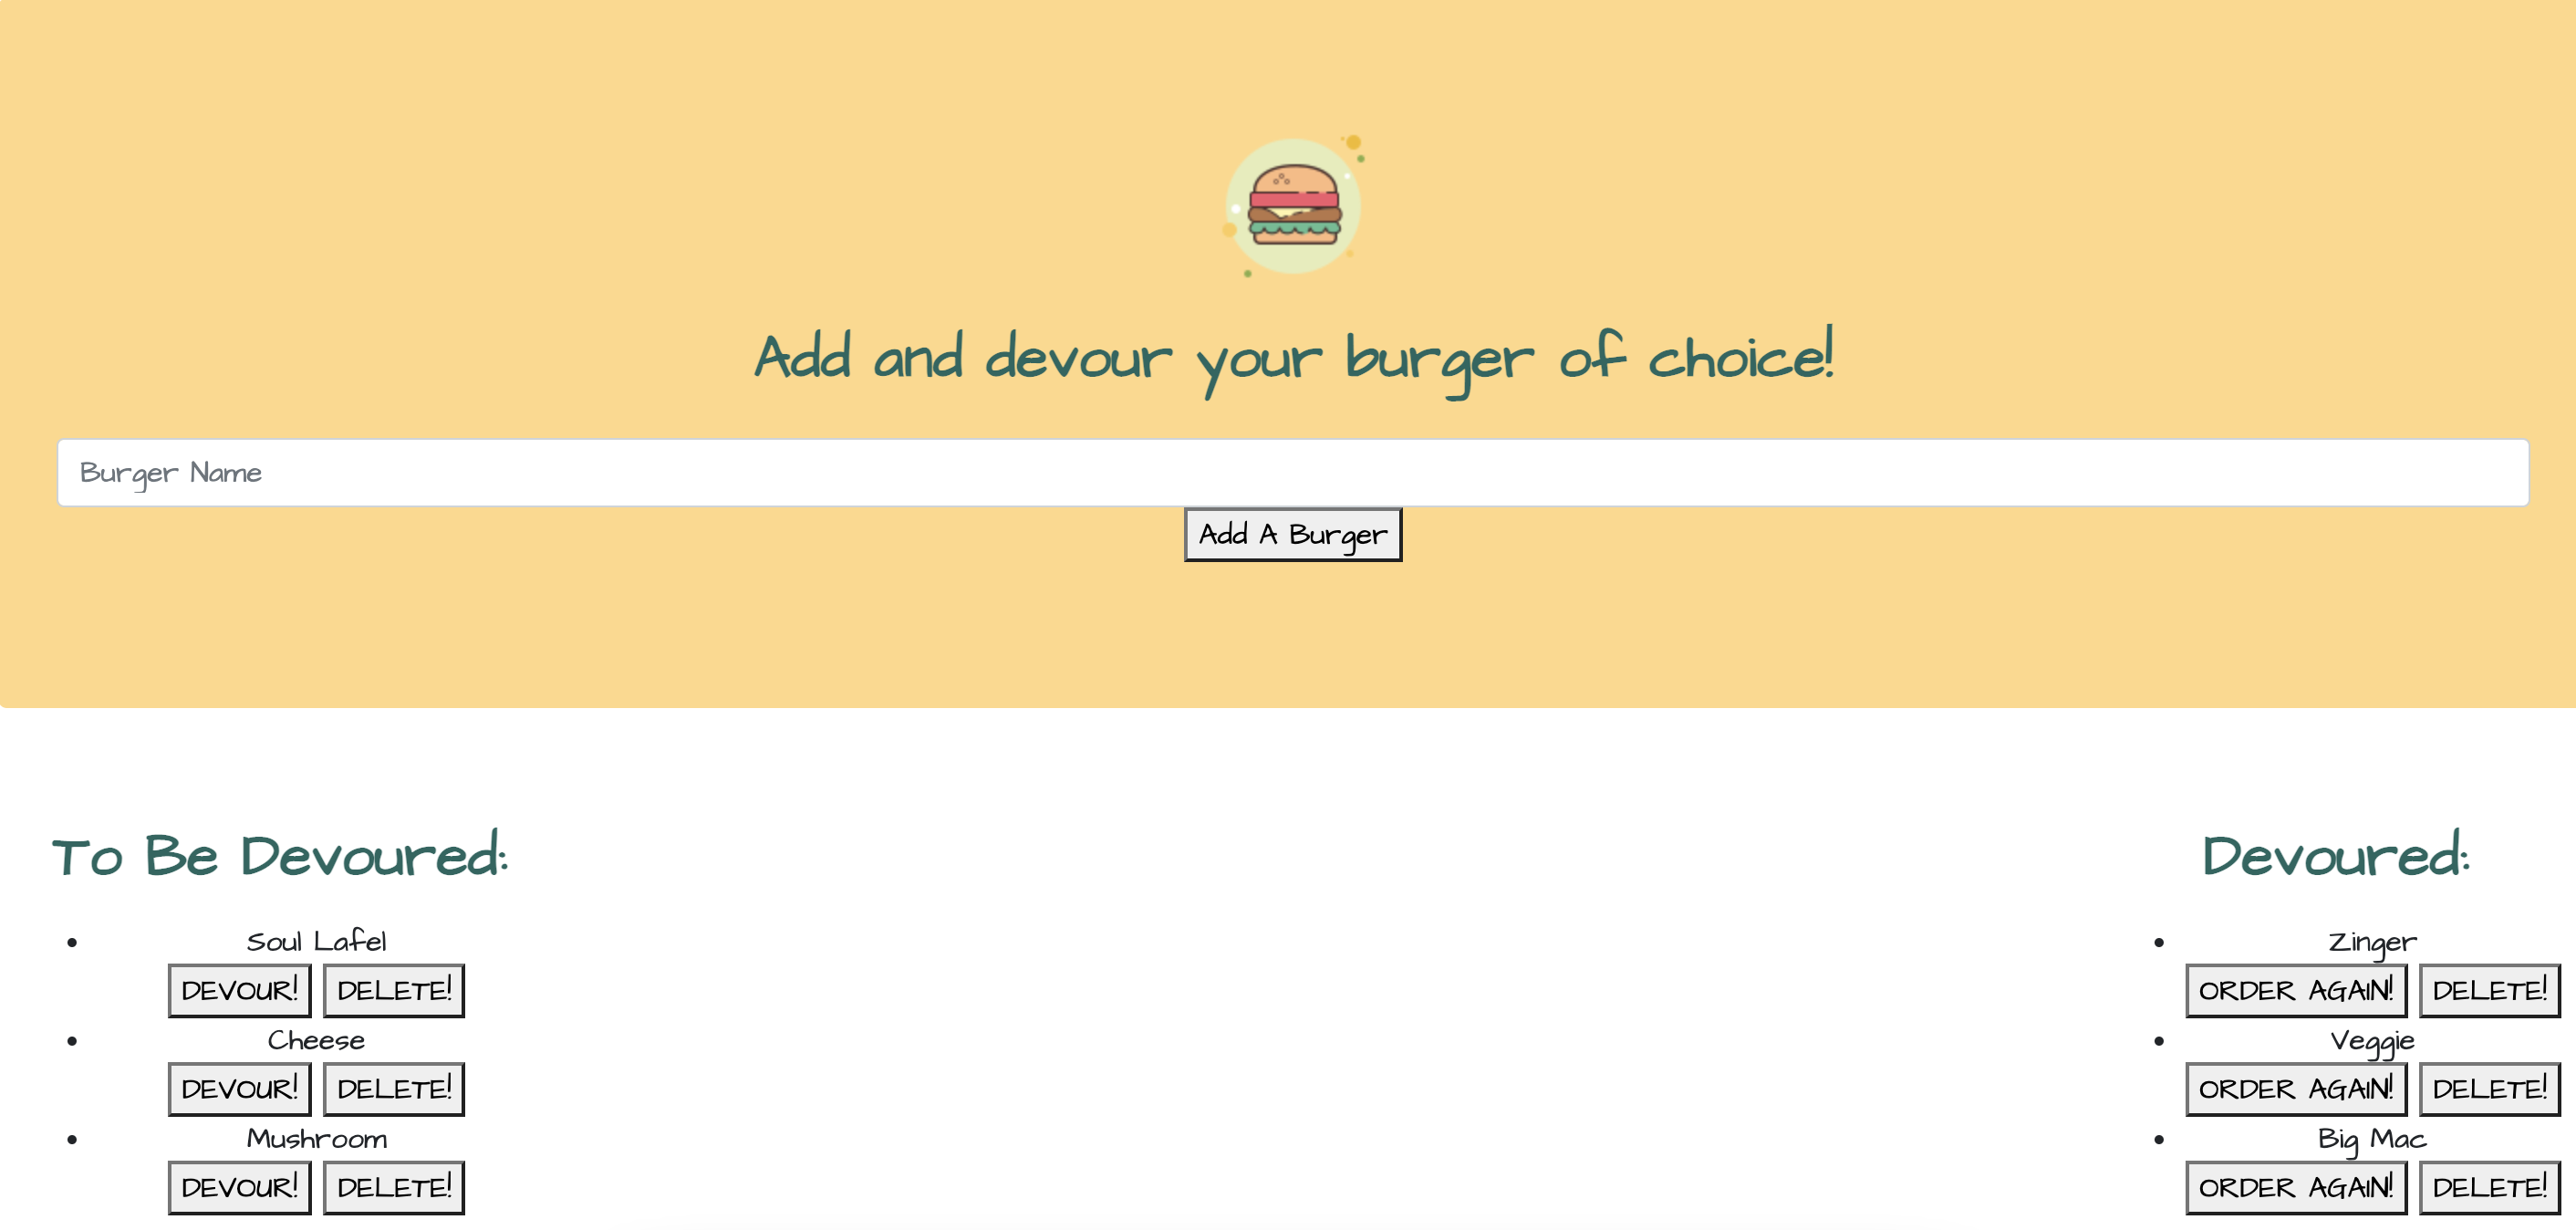 Add and devour your burger of choice!
Burger Name
Add A Burger
To Be Devoured:
Soul Lafel
DEVOUR! DELETE!
Cheese
DEVOUR! DELETE!
Mushroom
DEVOUR! DELETE!
Devoured:
Zinger
ORDER AGAIN! DELETE!
Veggie
ORDER AGAIN! DELETE!
Big Mac
ORDER AGAIN! DELETE!